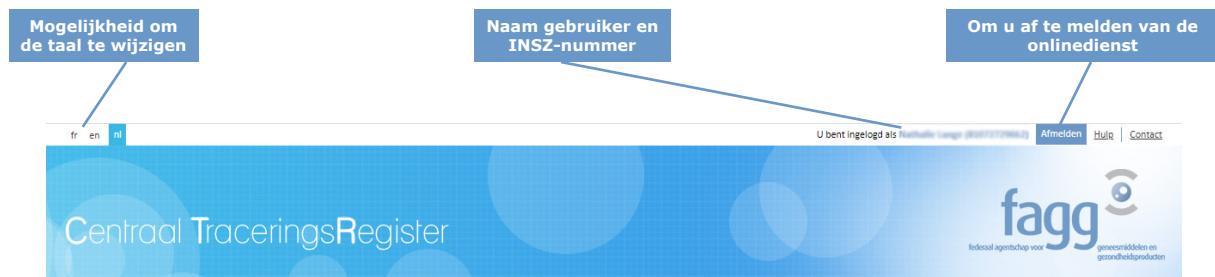 Mogelijkheid om
de taal te wijzigen
Naam gebruiker en
INSZ-nummer
Om u af te melden van de
onlinedienst
fr en nl
U bent ingelogd als
Afmelden Hulp Contact
Centraal TraceringsRegister
fagg
federaal agentschap voor
geneesmiddelen en
gezondheidsproducten